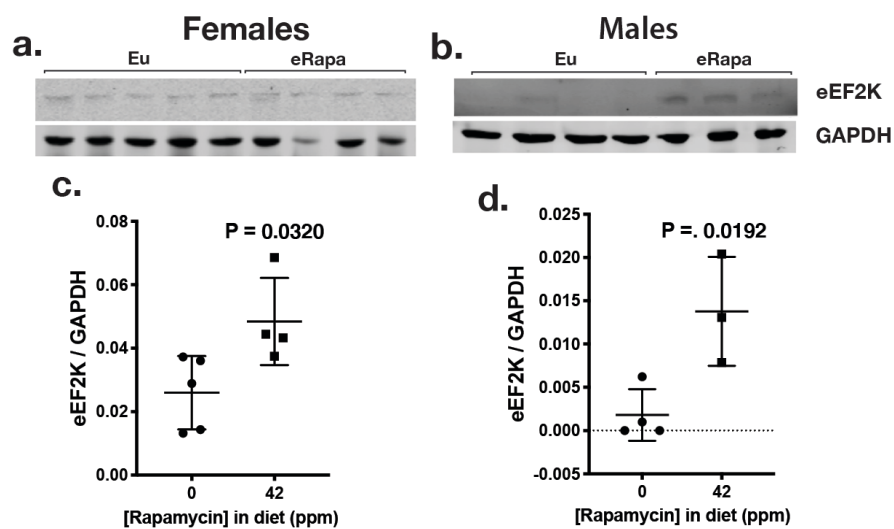 a. Females
Eu eRapa
b. Males
Eu eRapa
eEF2K
GAPDH
c.
P = 0.0320
eEF2K / GAPDH
0.08
0.06
0.04
0.02
0.00
0 42
[Rapamycin] in diet (ppm)
d.
P =. 0.0192
eEF2K / GAPDH
0.025
0.020
0.015
0.010
0.005
0.000
-0.005
0 42
[Rapamycin] in diet (ppm)